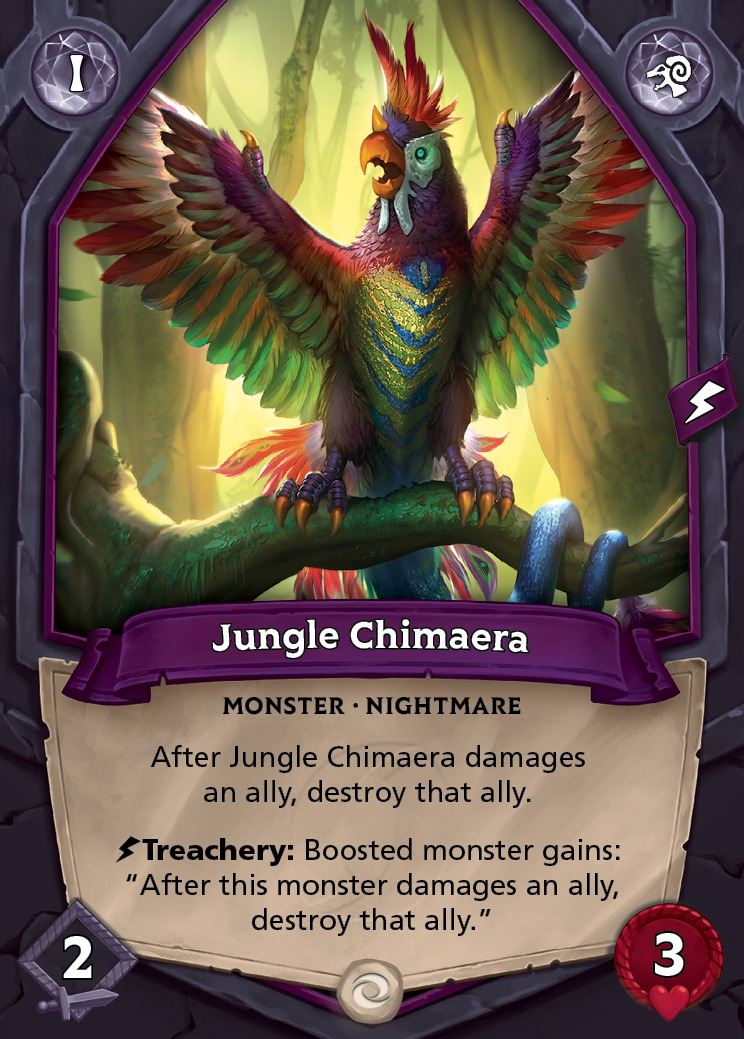 I
Jungle Chimaera
MONSTER · NIGHTMARE
After Jungle Chimaera damages
an ally, destroy that ally.
Treachery: Boosted monster gains:
“After this monster damages an ally,
destroy that ally.”
2
3